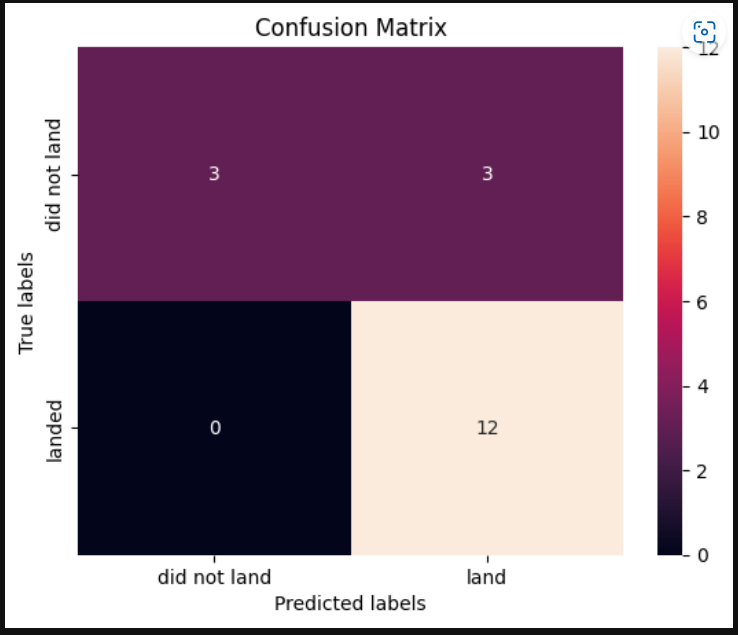 Confusion Matrix
12
10
8
6
4
2
0
True labels
did not land
landed
3
3
0
12
did not land
land
Predicted labels